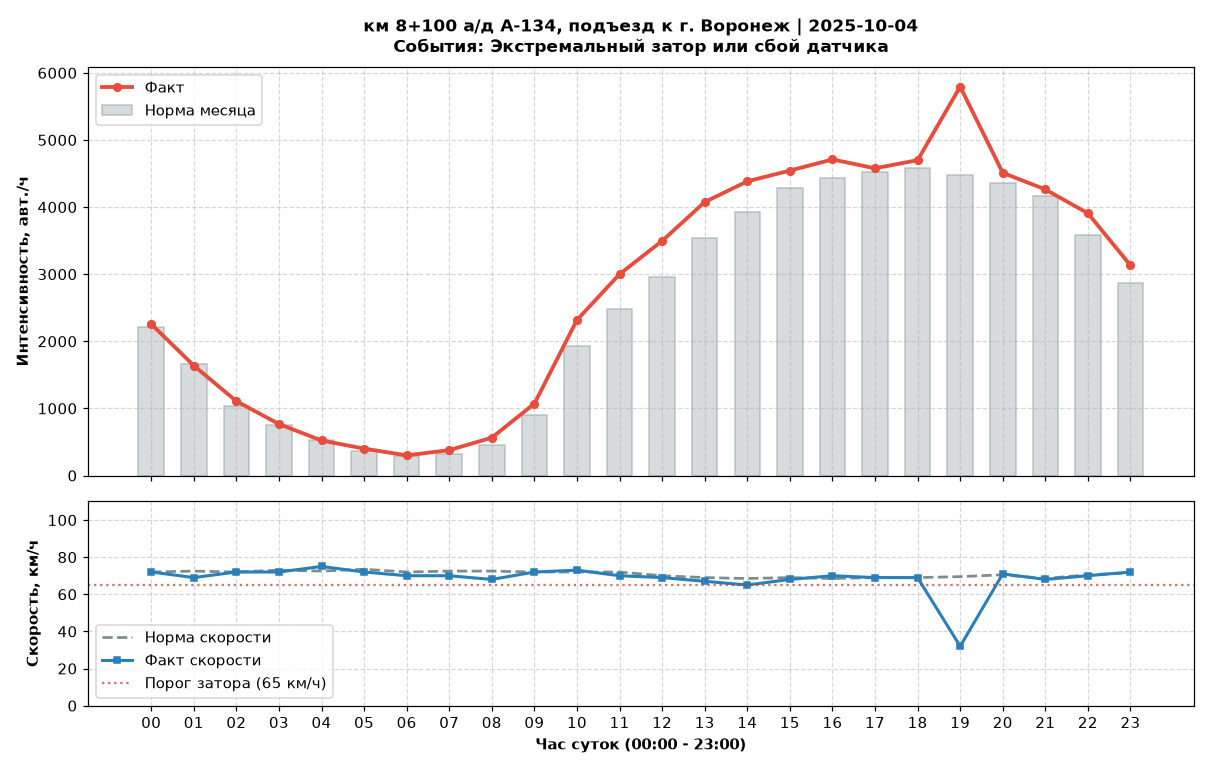 км 8+100 а/д А-134, подъезд к г. Воронеж | 2025-10-04
События: Экстремальный затор или сбой датчика
Интенсивность, авт./ч
6000
5000
4000
3000
2000
1000
0
Факт
Норма месяца
Скорость, км/ч
100
80
60
40
20
0
Норма скорости
Факт скорости
Порог затора (65 км/ч)
00 01 02 03 04 05 06 07 08 09 10 11 12 13 14 15 16 17 18 19 20 21 22 23
Час суток (00:00 - 23:00)